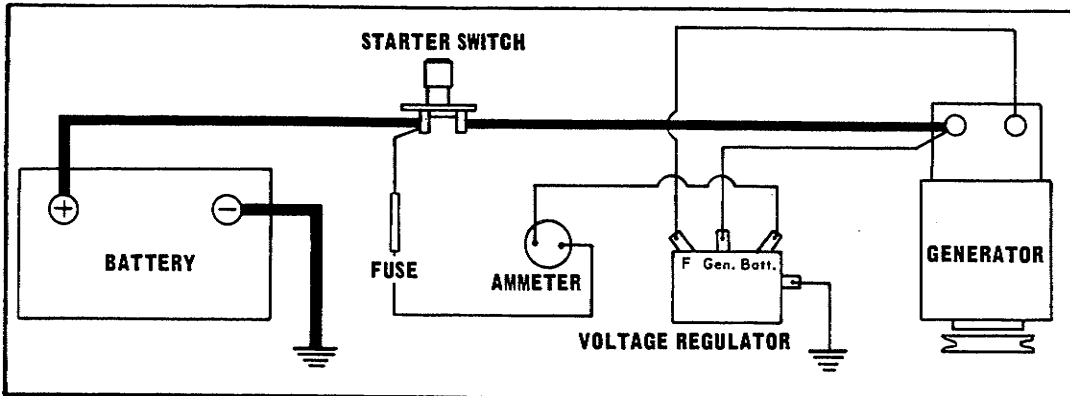 STARTER SWITCH
+
−
BATTERY
FUSE
AMMETER
F Gen. Batt.
VOLTAGE REGULATOR
GENERATOR